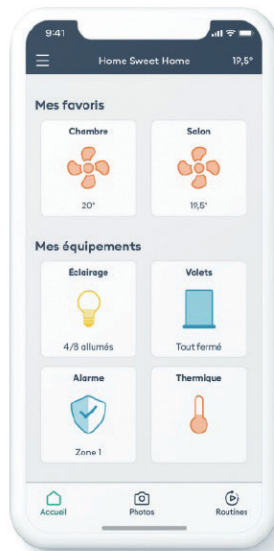 9:41
Home Sweet Home 19,5°
Mes favoris
Chambre Salon
20° 19,5°
Mes équipements
Éclairage Volets
4/8 allumés Tout fermé
Alarme Thermique
Zone 1
Accueil Photos Routines